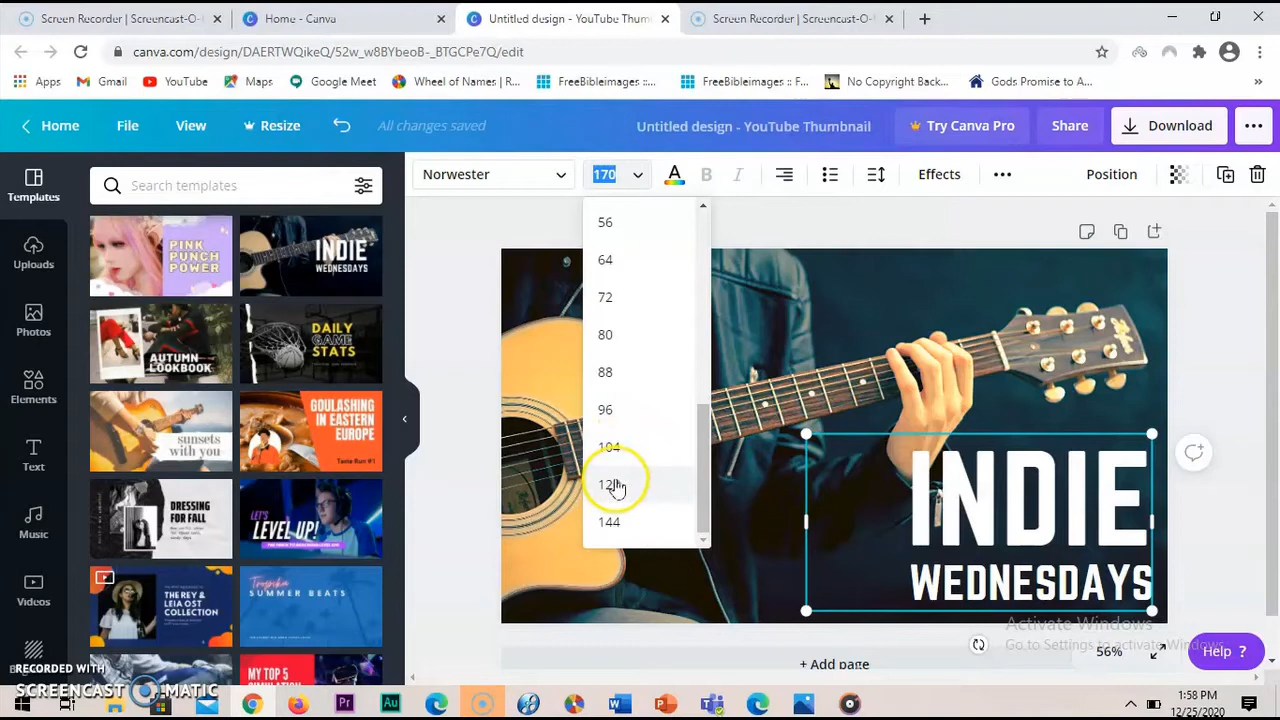 Screen Recorder | Screencast-O-
Home - Canva
Untitled design - YouTube Thumb
Screen Recorder | Screencast-O-
canva.com/design/DAERTWQikeQ/52w_w8BYbeoB-_BTGCPe7Q/edit
Apps
Gmail
YouTube
Maps
Google Meet
Wheel of Names | R...
FreeBibleimages ::...
FreeBibleimages :: F...
No Copyright Back...
Gods Promise to A...
Home
File
View
Resize
All changes saved
Untitled design - YouTube Thumbnail
Try Canva Pro
Share
Download
Templates
Search templates
Norwester
170
A
B
I
Effects
Position
Uploads
Photos
Elements
Text
Music
Videos
PINK
PUNCH
POWER
INDIE
WEDNESDAYS
AUTUMN
LOOKBOOK
DAILY
GAME
STATS
sunsets
with you
GOULASHING
IN EASTERN
EUROPE
Taste Run #1
DRESSING
FOR FALL
LET'S
LEVEL UP!
THE REY &
LEIA OST
COLLECTION
Tropika
SUMMER BEATS
MY TOP 5
56
64
72
80
88
96
104
144
INDIE
WEDNESDAYS
Activate Windows
Go to Settings to activate Windows.
+ Add page
56%
Help ?
RECORDED WITH
SCREENCAST MATIC
1:58 PM
12/25/2020